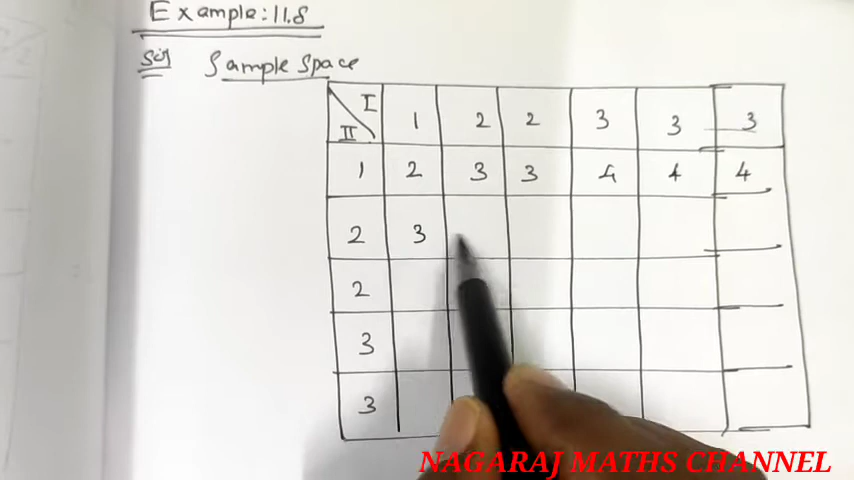 Example: 11.8
Sol Sample Space
I
II
1 2 2 3 3 3
1 2 3 3 4 4 4
2 3
2
3
3
NAGARAJ MATHS CHANNEL